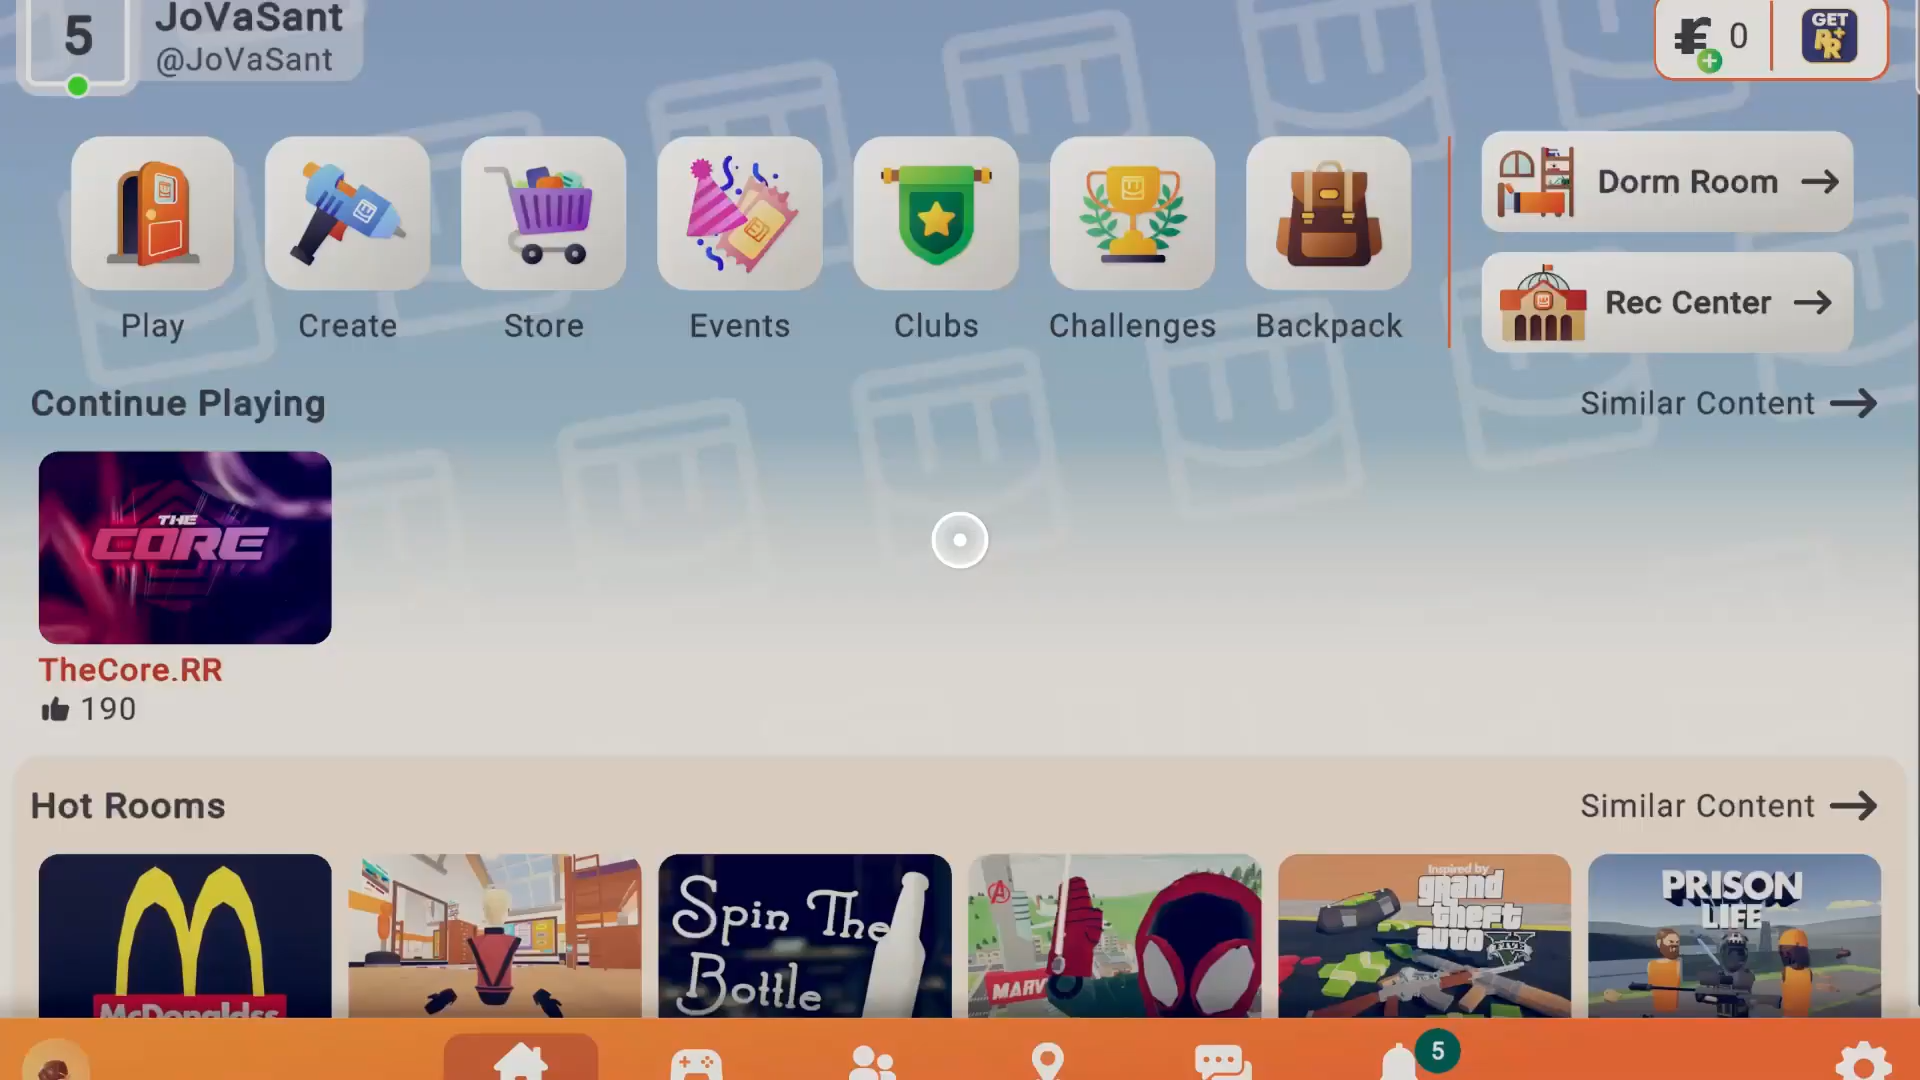 5
JoVaSant
@JoVaSant
0
GET
RR+
Play
Create
Store
Events
Clubs
Challenges
Backpack
Dorm Room
Rec Center
Continue Playing
Similar Content
THE
CORE
TheCore.RR
190
Hot Rooms
Similar Content
McDonaldss
Spin The
Bottle
MARV
Inspired by
grand
theft
auto
V
PRISON
LIFE
5